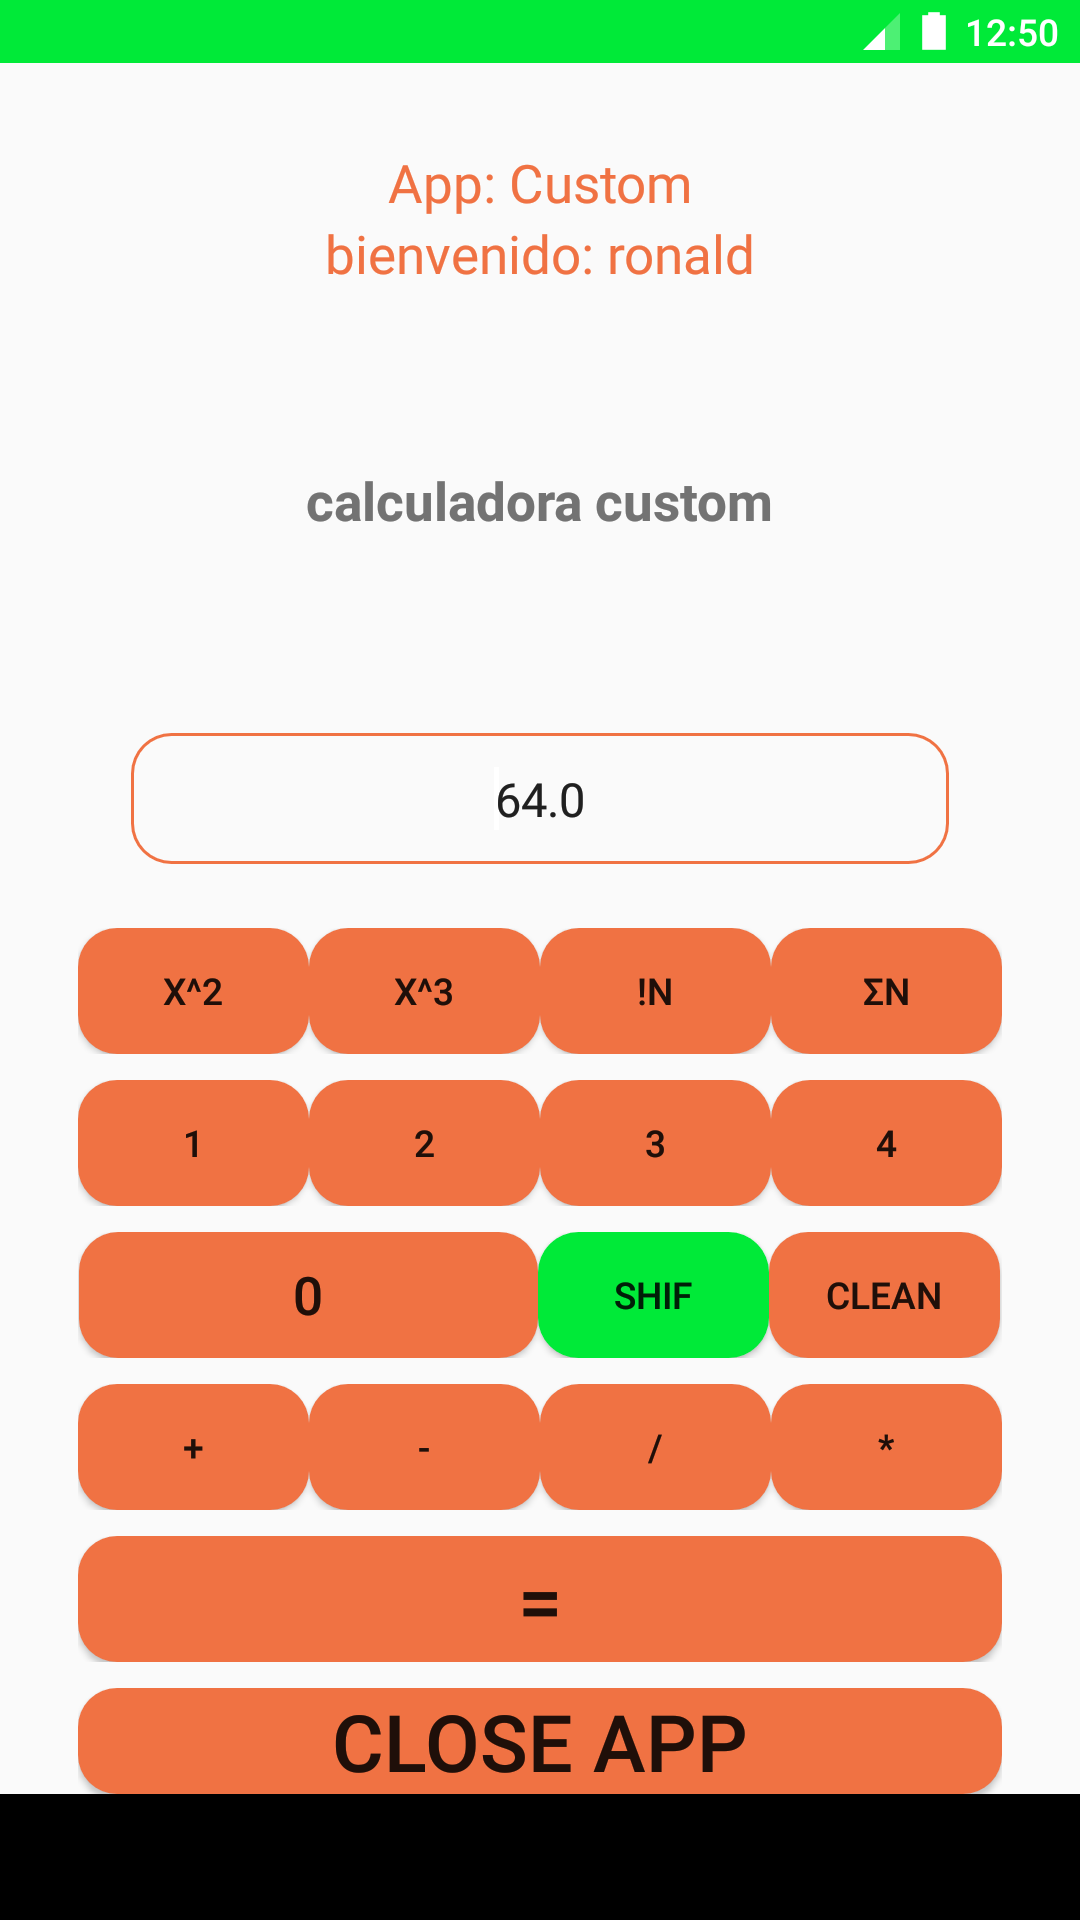 12:50
App: Custom
bienvenido: ronald
calculadora custom
64.0
X^2 X^3 !N ΣN
1 2 3 4
0 SHIF CLEAN
+ - / *
=
CLOSE APP